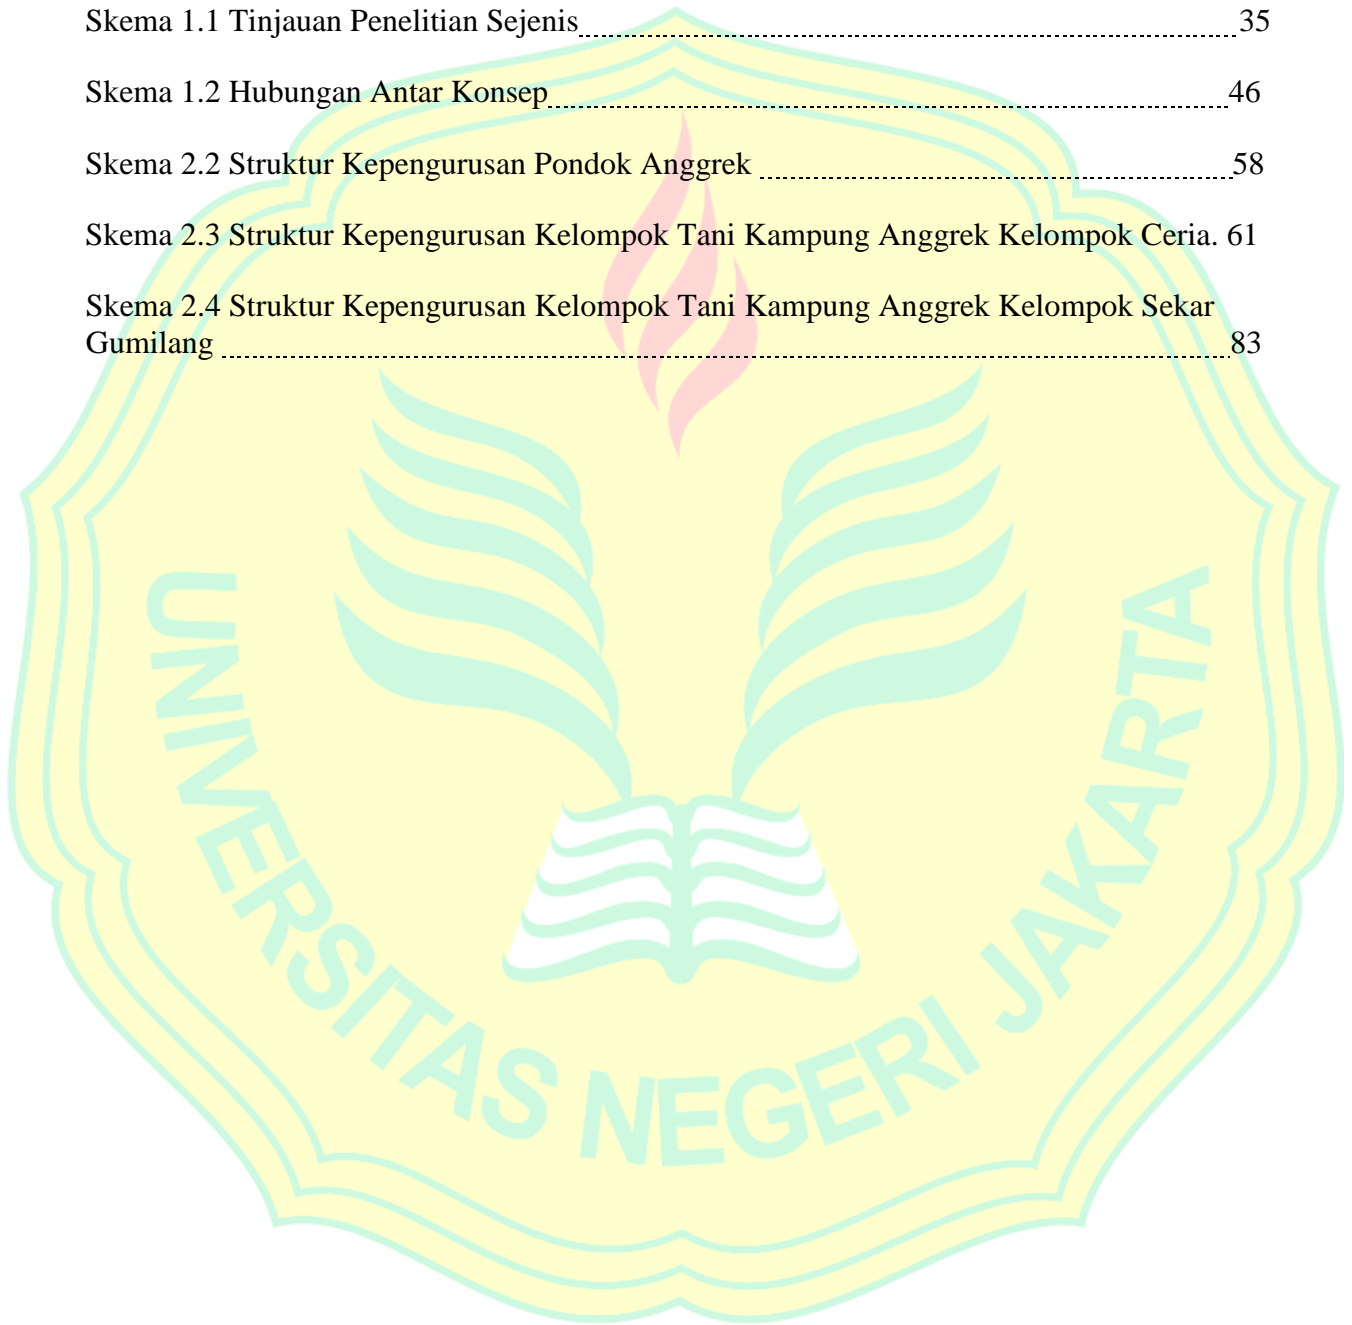 Skema 1.1 Tinjauan Penelitian Sejenis 35
Skema 1.2 Hubungan Antar Konsep 46
Skema 2.2 Struktur Kepengurusan Pondok Anggrek 58
Skema 2.3 Struktur Kepengurusan Kelompok Tani Kampung Anggrek Kelompok Ceria. 61
Skema 2.4 Struktur Kepengurusan Kelompok Tani Kampung Anggrek Kelompok Sekar
Gumilang 83
UNIVERSITAS NEGERI JAKARTA